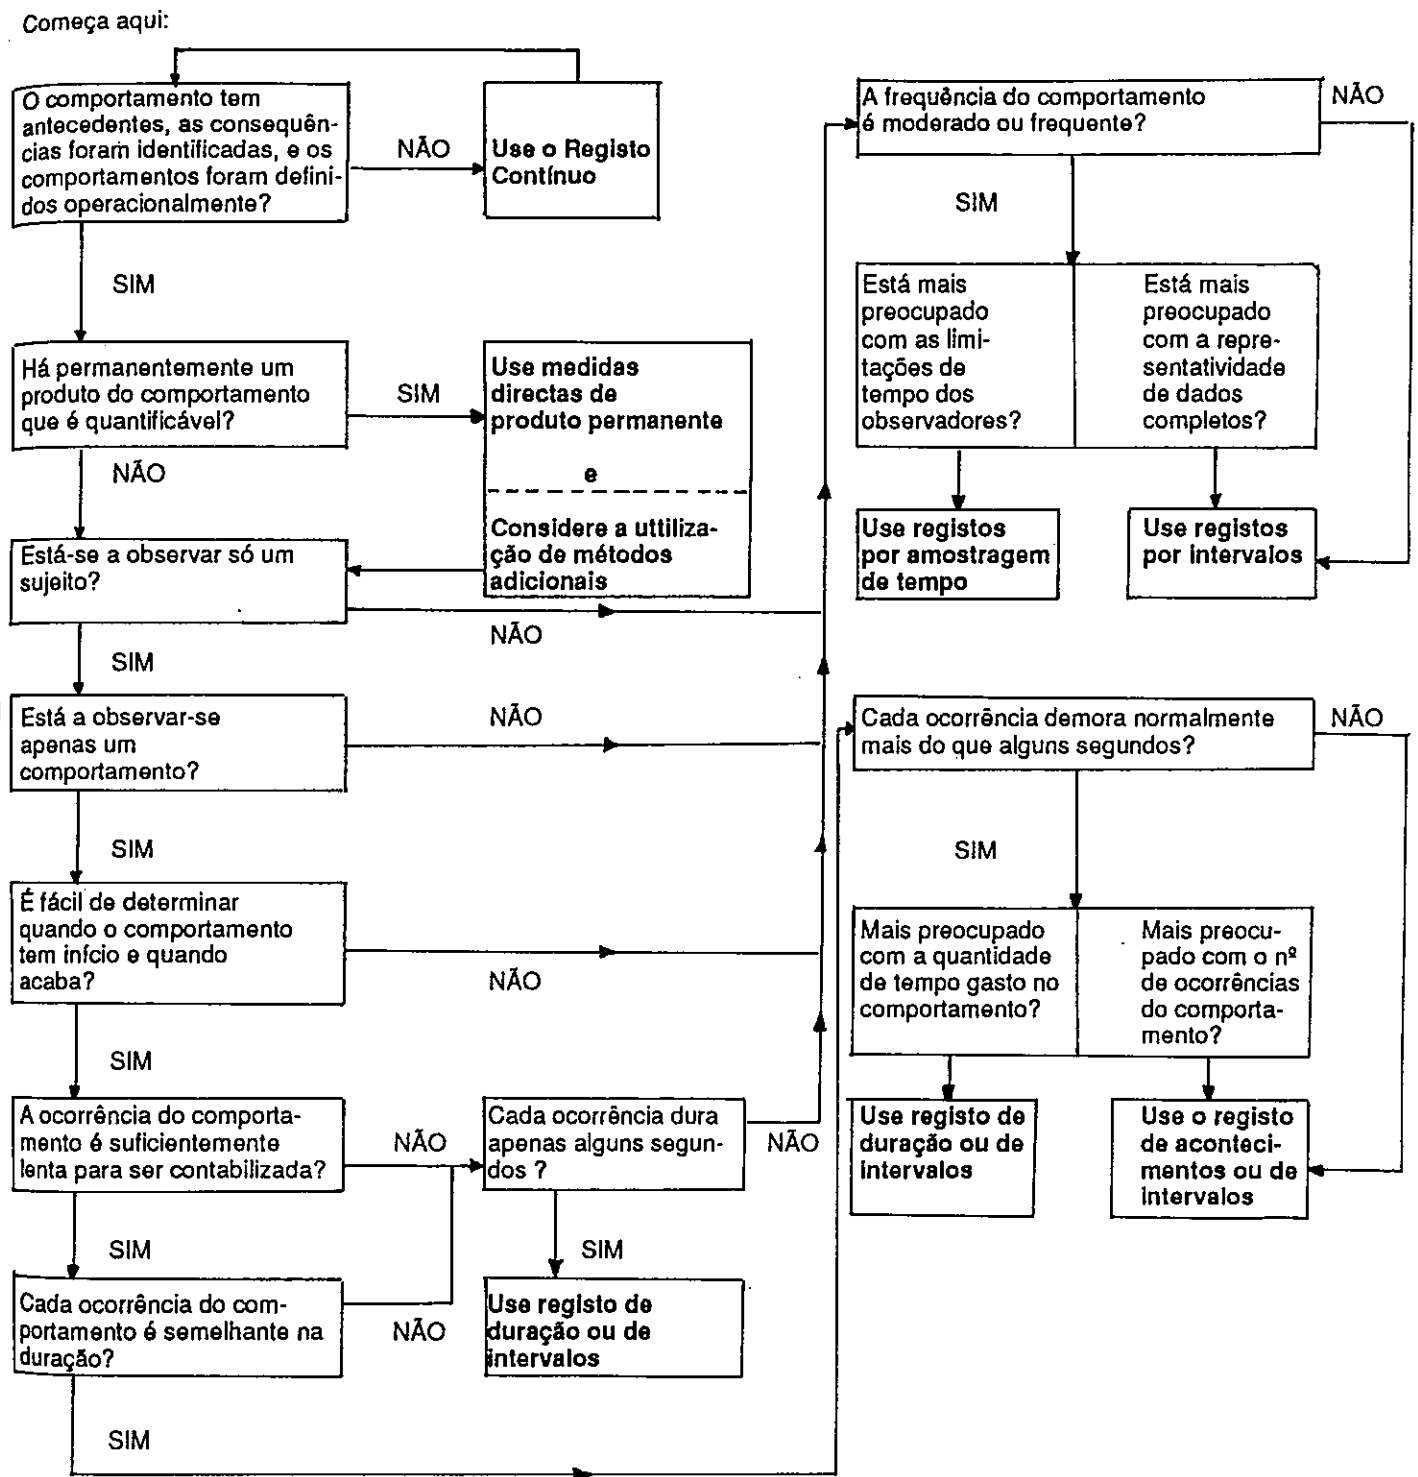 Começa aqui:
O comportamento tem
antecedentes, as consequên-
cias foram identificadas, e os
comportamentos foram defini-
dos operacionalmente?
NÃO
Use o Registo
Contínuo
SIM
Há permanentemente um
produto do comportamento
que é quantificável?
SIM
Use medidas
directas de
produto permanente
e
Considere a uttiliza-
ção de métodos
adicionais
NÃO
Está-se a observar só um
sujeito?
NÃO
SIM
Está a observar-se
apenas um
comportamento?
NÃO
SIM
É fácil de determinar
quando o comportamento
tem início e quando
acaba?
NÃO
SIM
A ocorrência do comporta-
mento é suficientemente
lenta para ser contabilizada?
NÃO
Cada ocorrência dura
apenas alguns segun-
dos ?
NÃO
SIM
SIM
Cada ocorrência do com-
portamento é semelhante na
duração?
NÃO
Use registo de
duração ou de
intervalos
SIM
A frequência do comportamento
é moderado ou frequente?
NÃO
SIM
Está mais
preocupado
com as limi-
tações de
tempo dos
observadores?
Está mais
preocupado
com a repre-
sentatividade
de dados
completos?
Use registos
por amostragem
de tempo
Use registos
por intervalos
Cada ocorrência demora normalmente
mais do que alguns segundos?
NÃO
SIM
Mais preocupado
com a quantidade
de tempo gasto no
comportamento?
Mais preocu-
pado com o nº
de ocorrências
do comporta-
mento?
Use registo de
duração ou de
intervalos
Use o registo
de aconteci-
mentos ou de
intervalos